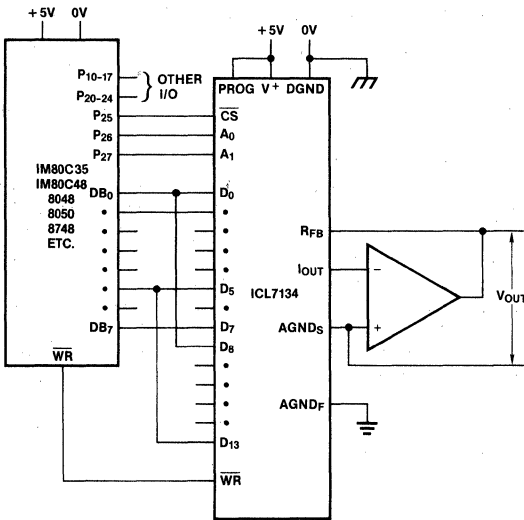 +5V 0V
+5V 0V
P10-17
P20-24
OTHER
I/O
P25
P26
P27
IM80C35
IM80C48
8048
8050
8748
ETC.
DB0
DB7
WR
PROG V+ DGND
CS
A0
A1
D0
D5
D7
D8
D13
WR
ICL7134
RFB
IOUT
AGNDS
AGNDF
−
+
VOUT